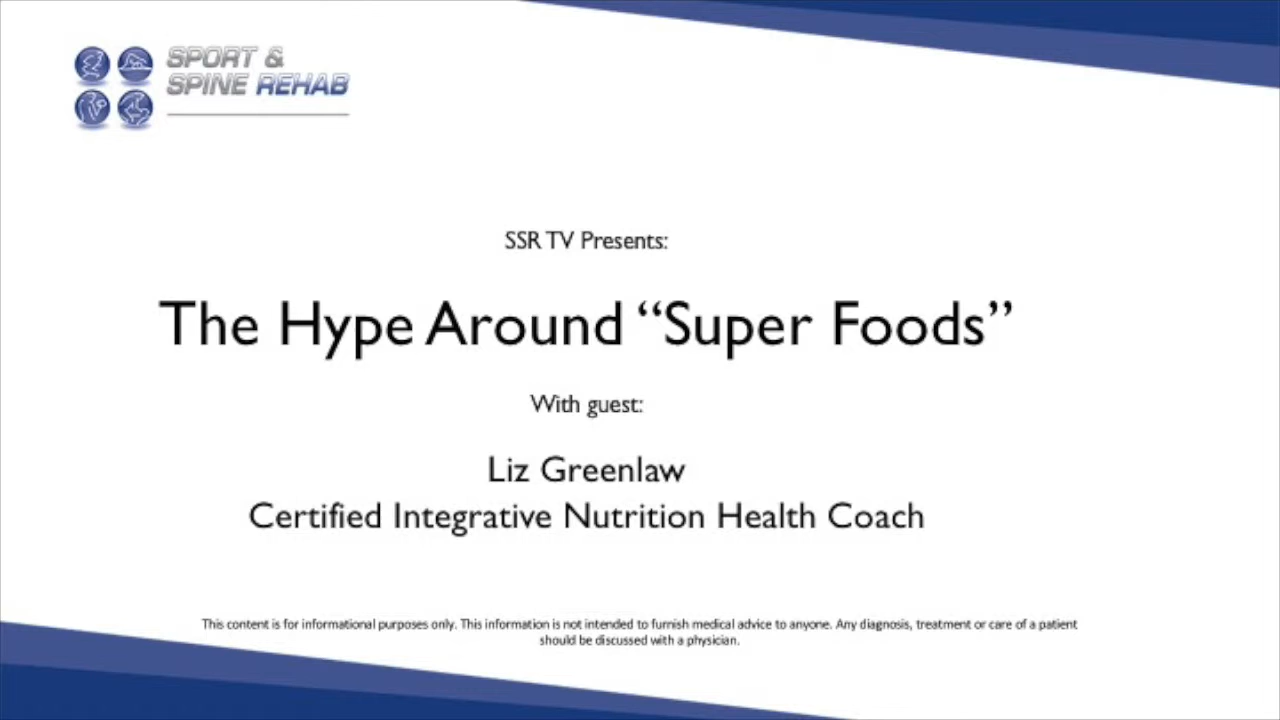 SPORT &
SPINE REHAB
SSR TV Presents:
The Hype Around “Super Foods”
With guest:
Liz Greenlaw
Certified Integrative Nutrition Health Coach
This content is for informational purposes only. This information is not intended to furnish medical advice to anyone. Any diagnosis, treatment or care of a patient
should be discussed with a physician.